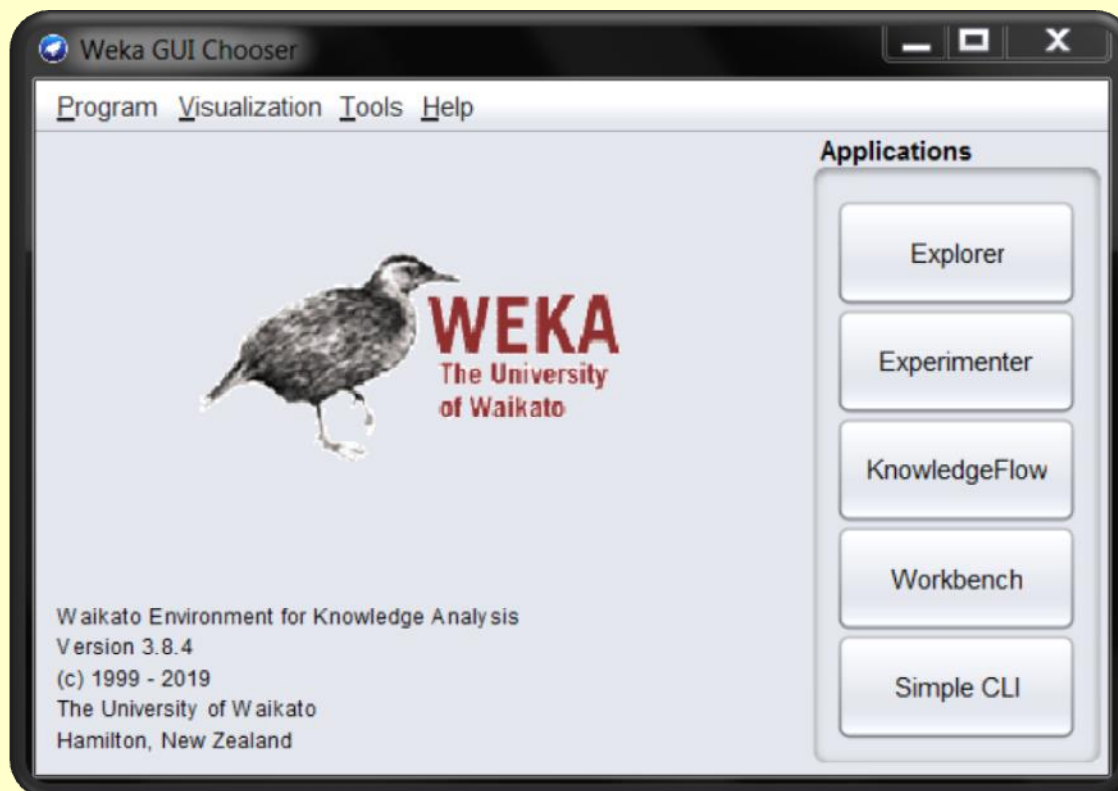 Weka GUI Chooser
Program Visualization Tools Help
Applications
Explorer
Experimenter
KnowledgeFlow
Workbench
Simple CLI
WEKA
The University
of Waikato
Waikato Environment for Knowledge Analysis
Version 3.8.4
(c) 1999 - 2019
The University of Waikato
Hamilton, New Zealand